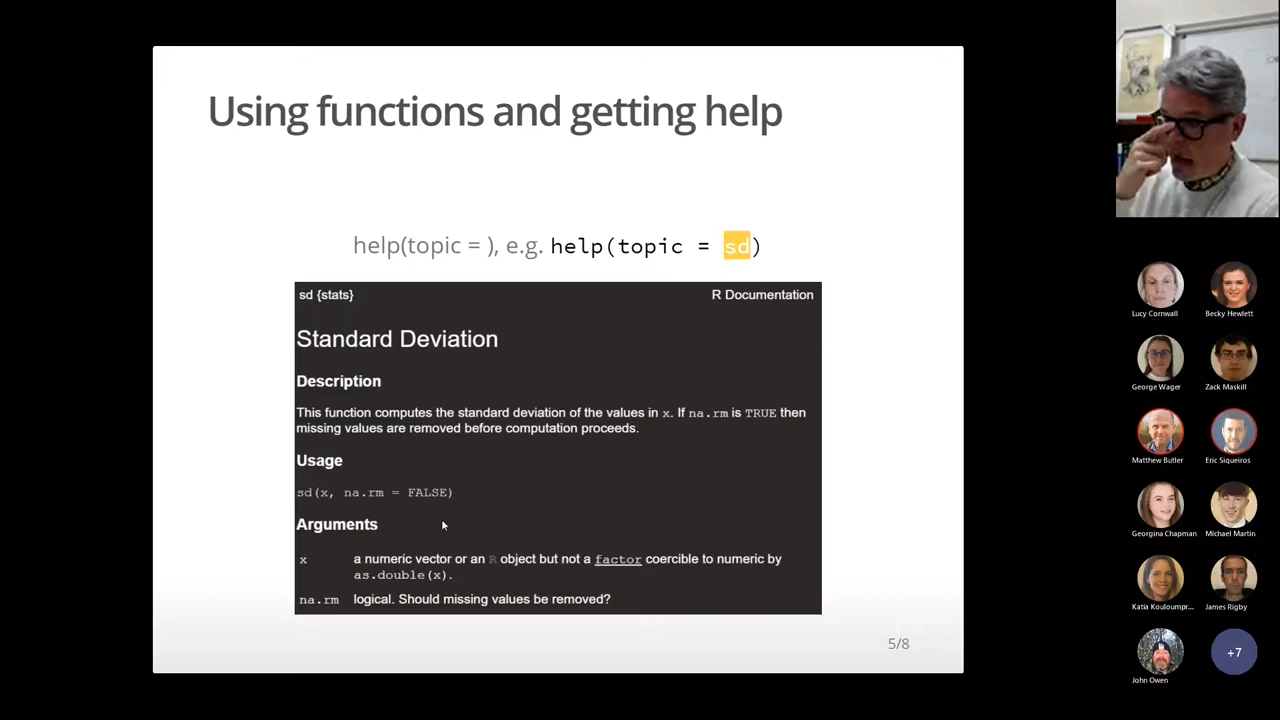 Using functions and getting help
help(topic = ), e.g. help(topic = sd)
sd {stats}
R Documentation
Standard Deviation
Description
This function computes the standard deviation of the values in x. If na.rm is TRUE then
missing values are removed before computation proceeds.
Usage
sd(x, na.rm = FALSE)
Arguments
x a numeric vector or an R object but not a factor coercible to numeric by
as.double(x).
na.rm logical. Should missing values be removed?
5/8
Lucy Cornwall
Becky Hewlett
George Wager
Zack Maskill
Matthew Butler
Eric Siqueiros
Georgina Chapman
Michael Martin
Katia Kouloumpr...
James Rigby
John Owen
+7